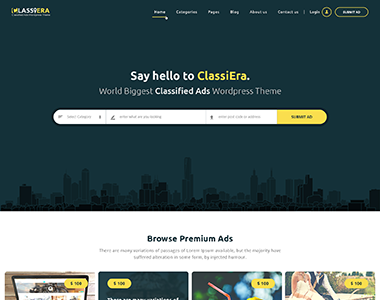 CLASSIERA
Home Categories Pages Blog About us Contact us Login SUBMIT AD
Say hello to ClassiEra.
World Biggest Classified Ads Wordpress Theme
Select Category enter what are you looking enter your code or address SUBMIT AD
Browse Premium Ads
There are many variations of passages of Lorem Ipsum available, but the majority have
suffered alteration in some form, by injected humour.
$ 100 $ 100 $ 100 $ 100
There are many variations of